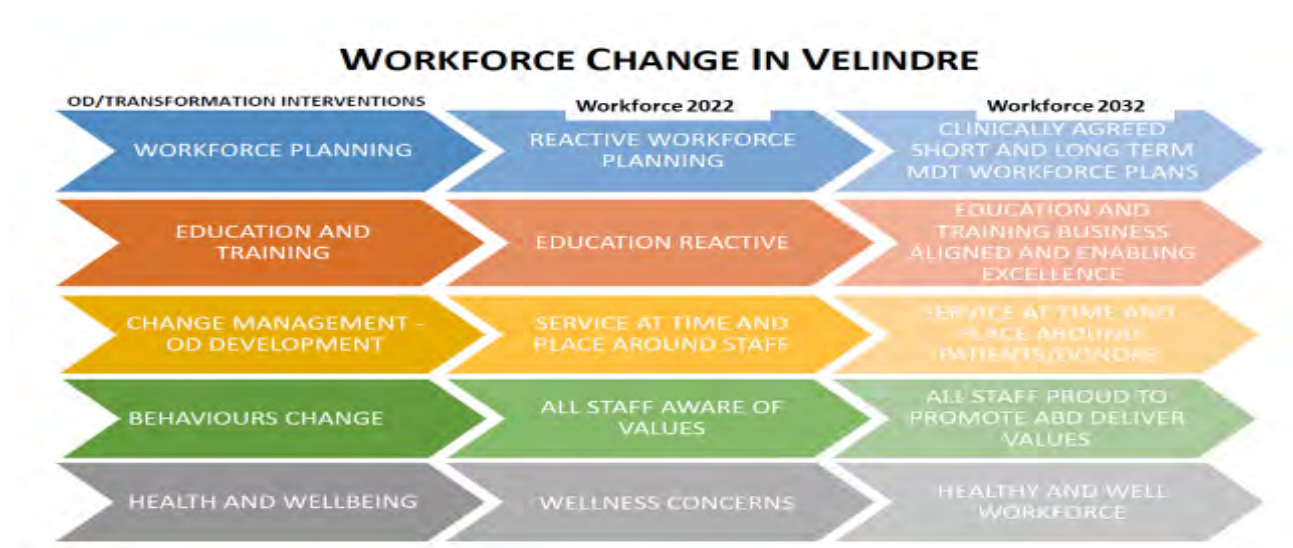 WORKFORCE CHANGE IN VELINDRE
OD/TRANSFORMATION INTERVENTIONS
Workforce 2022
Workforce 2032
WORKFORCE PLANNING
REACTIVE WORKFORCE
PLANNING
CLINICALLY AGREED
SHORT AND LONG TERM
MDT WORKFORCE PLANS
EDUCATION AND
TRAINING
EDUCATION REACTIVE
EDUCATION AND
TRAINING BUSINESS
ALIGNED AND ENABLING
EXCELLENCE
CHANGE MANAGEMENT -
OD DEVELOPMENT
SERVICE AT TIME AND
PLACE AROUND STAFF
SERVICE AT TIME AND
PLACE AROUND
PATIENTS/DONORS
BEHAVIOURS CHANGE
ALL STAFF AWARE OF
VALUES
ALL STAFF PROUD TO
PROMOTE ABD DELIVER
VALUES
HEALTH AND WELLBEING
WELLNESS CONCERNS
HEALTHY AND WELL
WORKFORCE